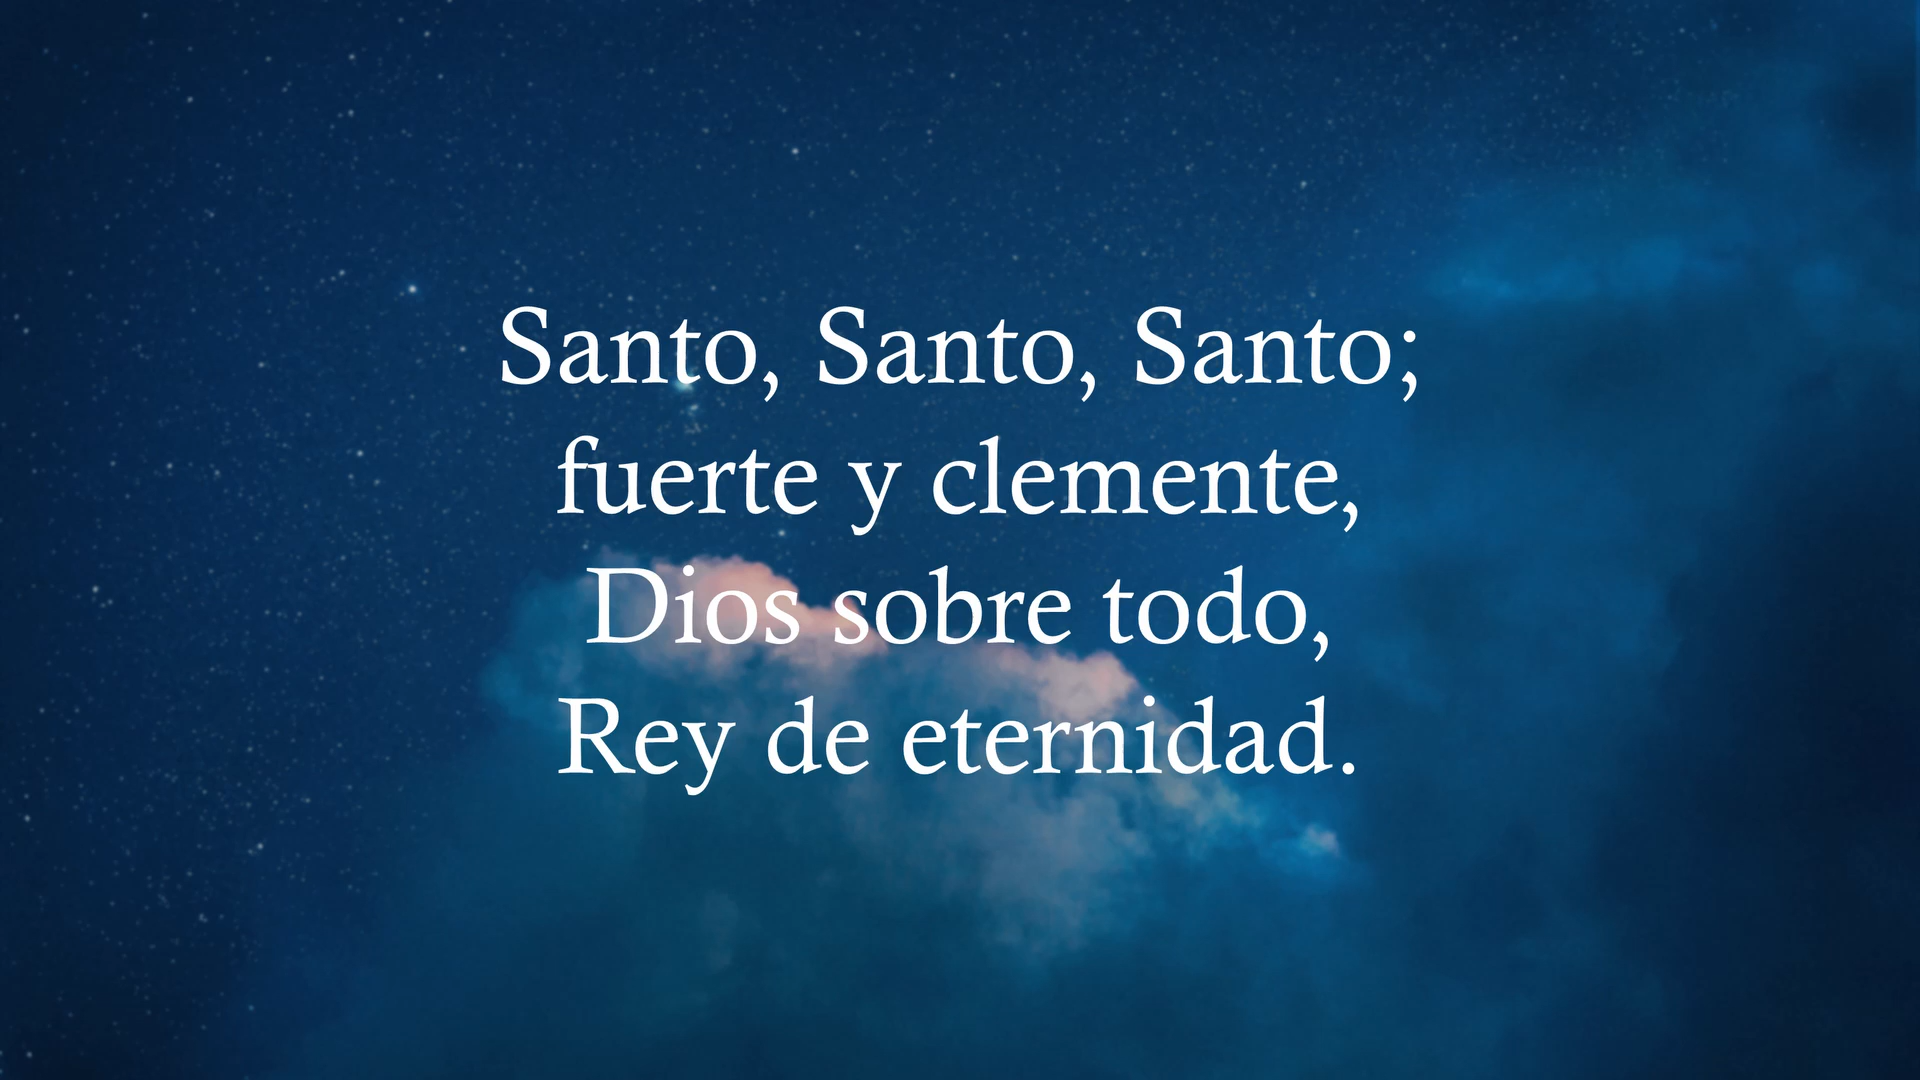 Santo, Santo, Santo;
fuerte y clemente,
Dios sobre todo,
Rey de eternidad.